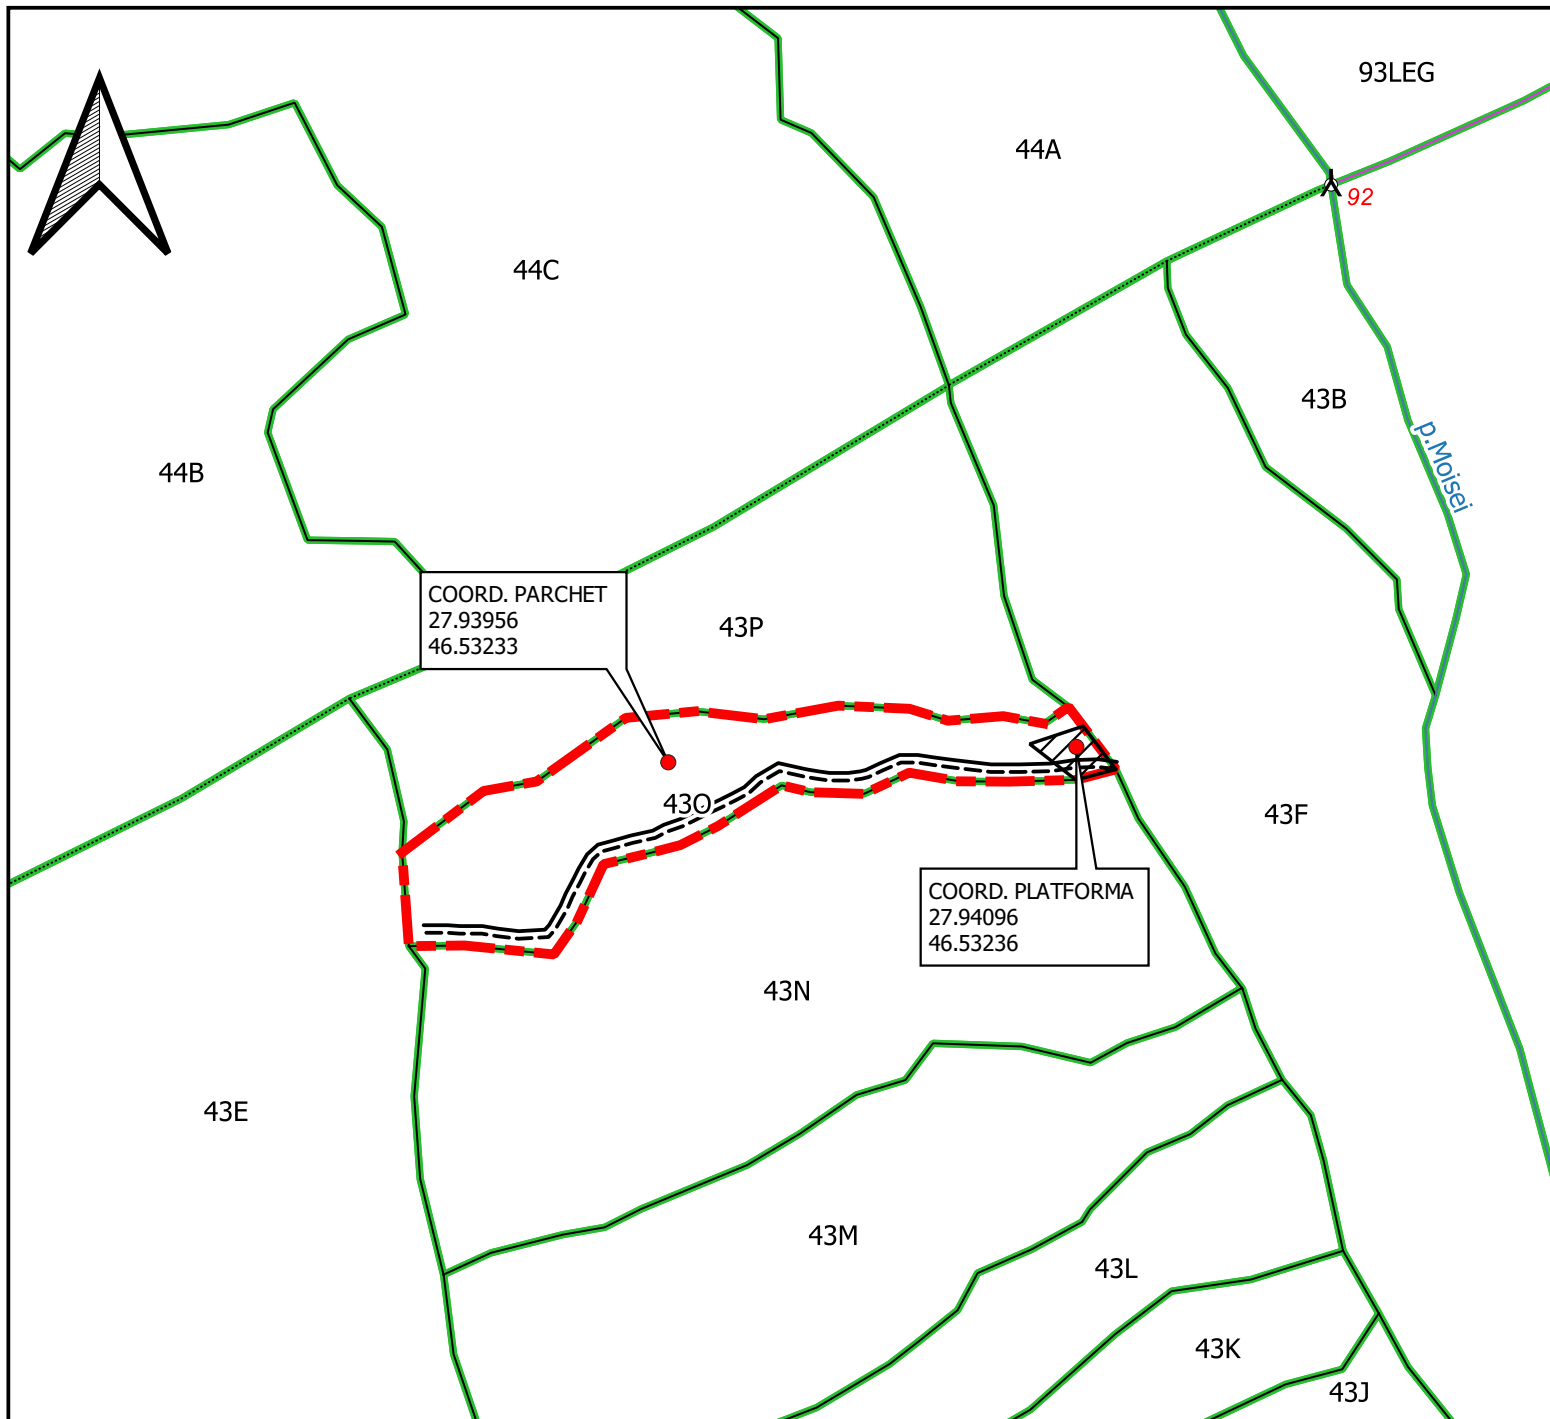 93LEG
44A
92
44C
43B
p.Moisei
44B
COORD. PARCHET
27.93956
46.53233
43P
43O
43F
COORD. PLATFORMA
27.94096
46.53236
43N
43E
43M
43L
43K
43J